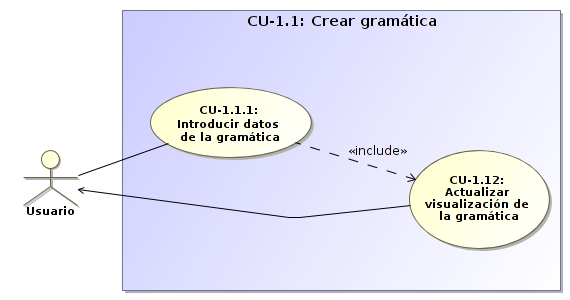 CU-1.1: Crear gramática
CU-1.1.1:
Introducir datos
de la gramática
«include»
CU-1.12:
Actualizar
visualización de
la gramática
Usuario